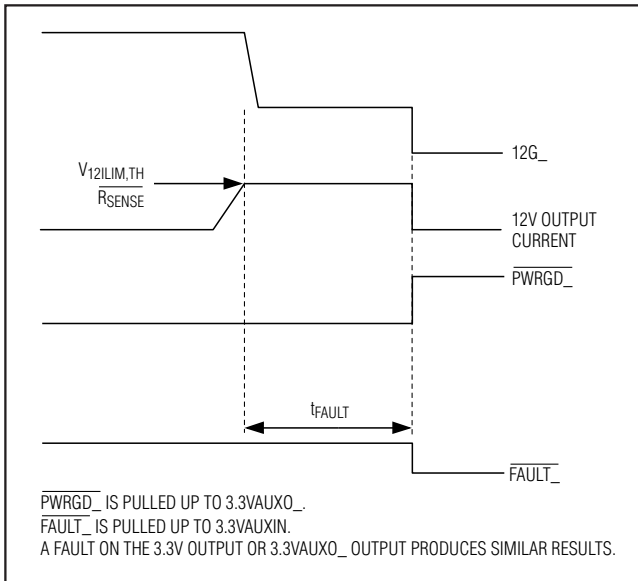 12G_
V12ILIM,TH
RSENSE
12V OUTPUT
CURRENT
PWRGD_
tFAULT
FAULT_
PWRGD_ IS PULLED UP TO 3.3VAUXO_.
FAULT_ IS PULLED UP TO 3.3VAUXIN.
A FAULT ON THE 3.3V OUTPUT OR 3.3VAUXO_ OUTPUT PRODUCES SIMILAR RESULTS.